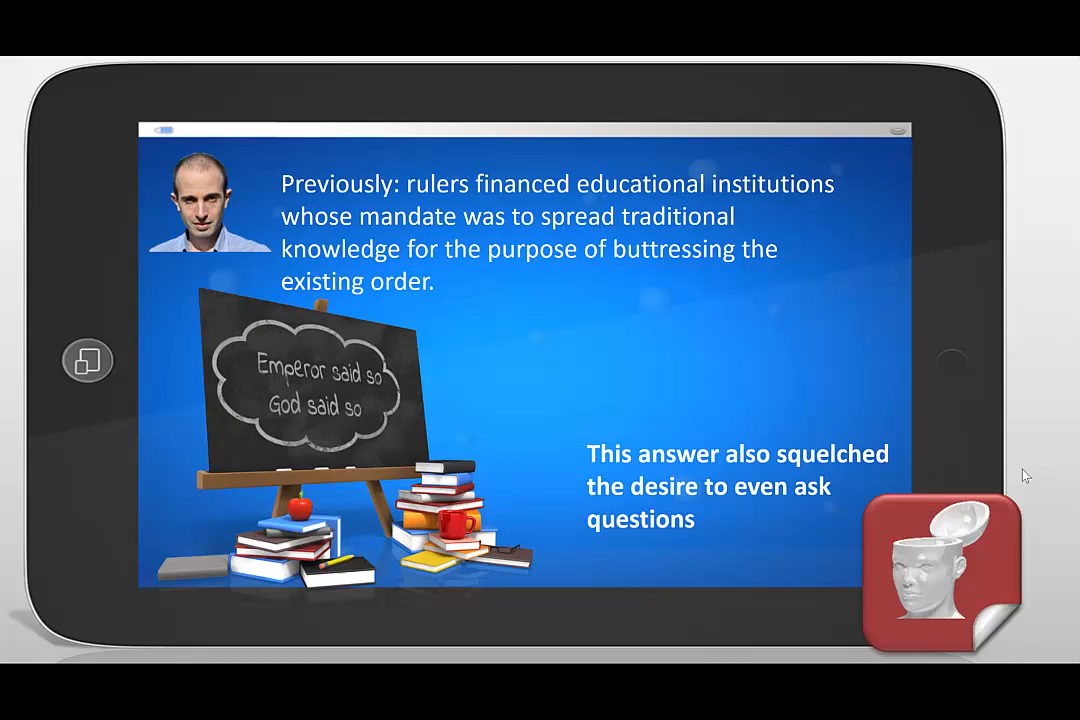 Previously: rulers financed educational institutions
whose mandate was to spread traditional
knowledge for the purpose of buttressing the
existing order.
Emperor said so
God said so
This answer also squelched
the desire to even ask
questions